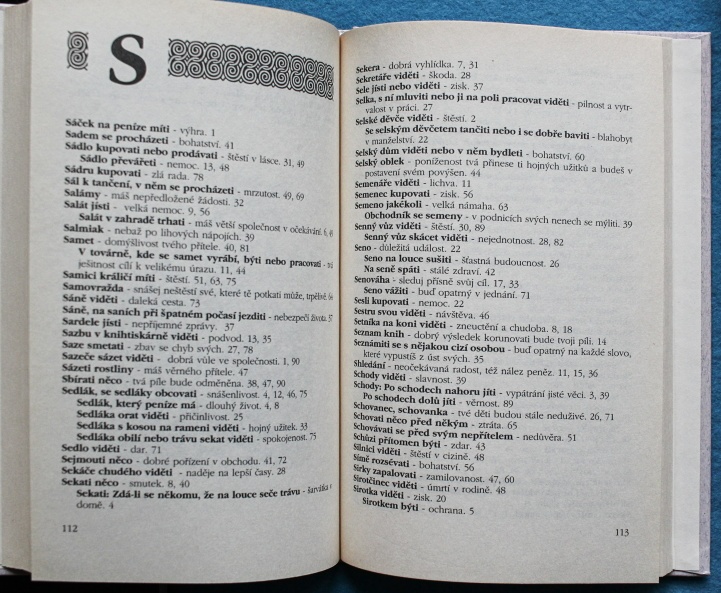 S
Sáček na peníze míti - výhra. 1
Sadem se procházeti - bohatství. 41
Sádlo kupovati nebo prodávati - štěstí v lásce. 31, 49
Sádlo převářeti - nemoc. 13, 48
Sádru kupovati - zlá rada. 78
Sál k tančení, v něm se procházeti - mrzutost. 49, 69
Salámy - máš nepředložené žádosti. 32
Salát jísti - velká nemoc. 9, 56
Salát v zahradě trhati - máš větší společnost v očekávání. 6,
Salmiak - nehaž po lihových nápojích. 39
Samet - domýšlivost tvého přítele. 40, 81
V továrně, kde se samet vyrábí, býti nebo pracovati -
ješitnost cílí k velikému úrazu. 11, 44
Samici králičí míti - štěstí. 51, 63, 75
Samovražda - snášej neštěstí své, které tě potkati může, trpělivě.
Sáně viděti - daleká cesta. 73
Sáně, na saních při špatném počasí jezditi - nebezpečí života.
Sardele jísti - nepříjemné zprávy. 37
Sazbu v knihtiskárně viděti - podvod. 13, 35
Saze smetati - zbav se chyb svých. 27, 78
Sazeče sázet viděti - dobrá vůle ve společnosti. 1, 90
Sázeti rostliny - máš věrného přítele. 47
Sbírati něco - tvá píle bude odměněna. 38, 47, 90
Sedlák, se sedláky obcovati - snášenlivost. 4, 12, 46, 75
Sedlák, který peníze má - dlouhý život. 4, 8
Sedláka orat viděti - přičinlivost. 25
Sedláka s kosou na rameni viděti - hojný užitek. 33
Sedláka obilí nebo trávu sekat viděti - spokojenost. 75
Sedlo viděti - dar. 71
Sejmouti něco - dobré pořízení v obchodu. 41, 72
Sekáče chudého viděti - naděje na lepší časy. 28
Sekati něco - smutek. 8, 40
Sekati: Zdá-li se někomu, že na louce seče trávu - šarvátka
domě. 4
112
Sekera - dobrá vyhlídka. 7, 31
Sekretáře viděti - škoda. 28
Sele jísti nebo viděti - zisk. 37
Selka, s ní mluviti nebo ji na poli pracovat viděti - pilnost a vytr-
valost v práci. 27
Selské děvče viděti - štěstí. 2
Se selským děvčetem tančiti nebo i se dobře baviti - blahobyt
v manželství. 22
Selský dům viděti nebo v něm bydleti - bohatství. 60
Selský oblek - poníženost tvá přinese ti hojných užitků a budeš v
postavení svém povýšen. 44
Semenáře viděti - lichva. 11
Semenec kupovati - zisk. 56
Semeno jakékoli - velká námaha. 63
Obchodník se semeny - v podnicích svých nenech se mýliti. 39
Senný vůz viděti - štěstí. 30, 89
Senný vůz skácet viděti - nejednotnost. 28, 82
Seno - důležitá událost. 22
Seno na louce sušiti - šťastná budoucnost. 26
Na seně spáti - stálé zdraví. 42
Senováha - sleduj přísně svůj cíl. 17, 33
Seno vážiti - buď opatrný v jednání. 71
Sesli kupovati - nemoc. 22
Sestru svou viděti - návštěva. 46
Setníka na koni viděti - zneuctění a chudoba. 8, 18
Seznam knih - dobrý výsledek korunovati bude tvoji píli. 14
Seznámiti se s nějakou cizí osobou - buď opatrný na každé slovo,
které vypustíš z úst svých. 35
Shledání - neočekávaná radost, též nález peněz. 11, 15, 36
Schody viděti - slavnost. 39
Schody: Po schodech nahoru jíti - vypátrání jisté věci. 3, 39
Po schodech dolů jíti - věrnost. 89
Schovanec, schovanka - tvé děti budou stále neduživé. 26, 71
Schovati něco před někým - ztráta. 65
Schovávati se před svým nepřítelem - nedůvěra. 51
Schůzi přítomen býti - zdar. 43
Silnici viděti - štěstí v cizině. 48
Símě rozsévati - bohatství. 56
Sirky zapalovati - zamilovanost. 47, 60
Sirotčinec viděti - úmrtí v rodině. 48
Sirotka viděti - zisk. 20
Sirotkem býti - ochrana. 5
113